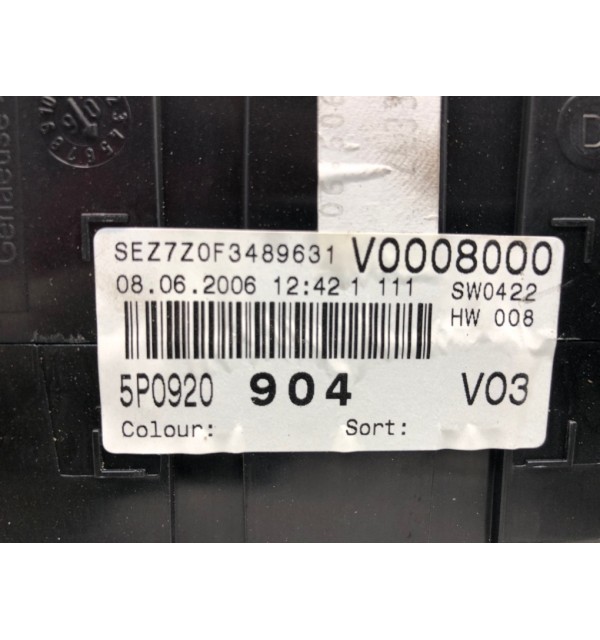 SEZ7Z0F3489631 V0008000
08.06.2006 12:42 1 111 SW0422
HW 008
5P0920 904 V03
Colour: Sort: